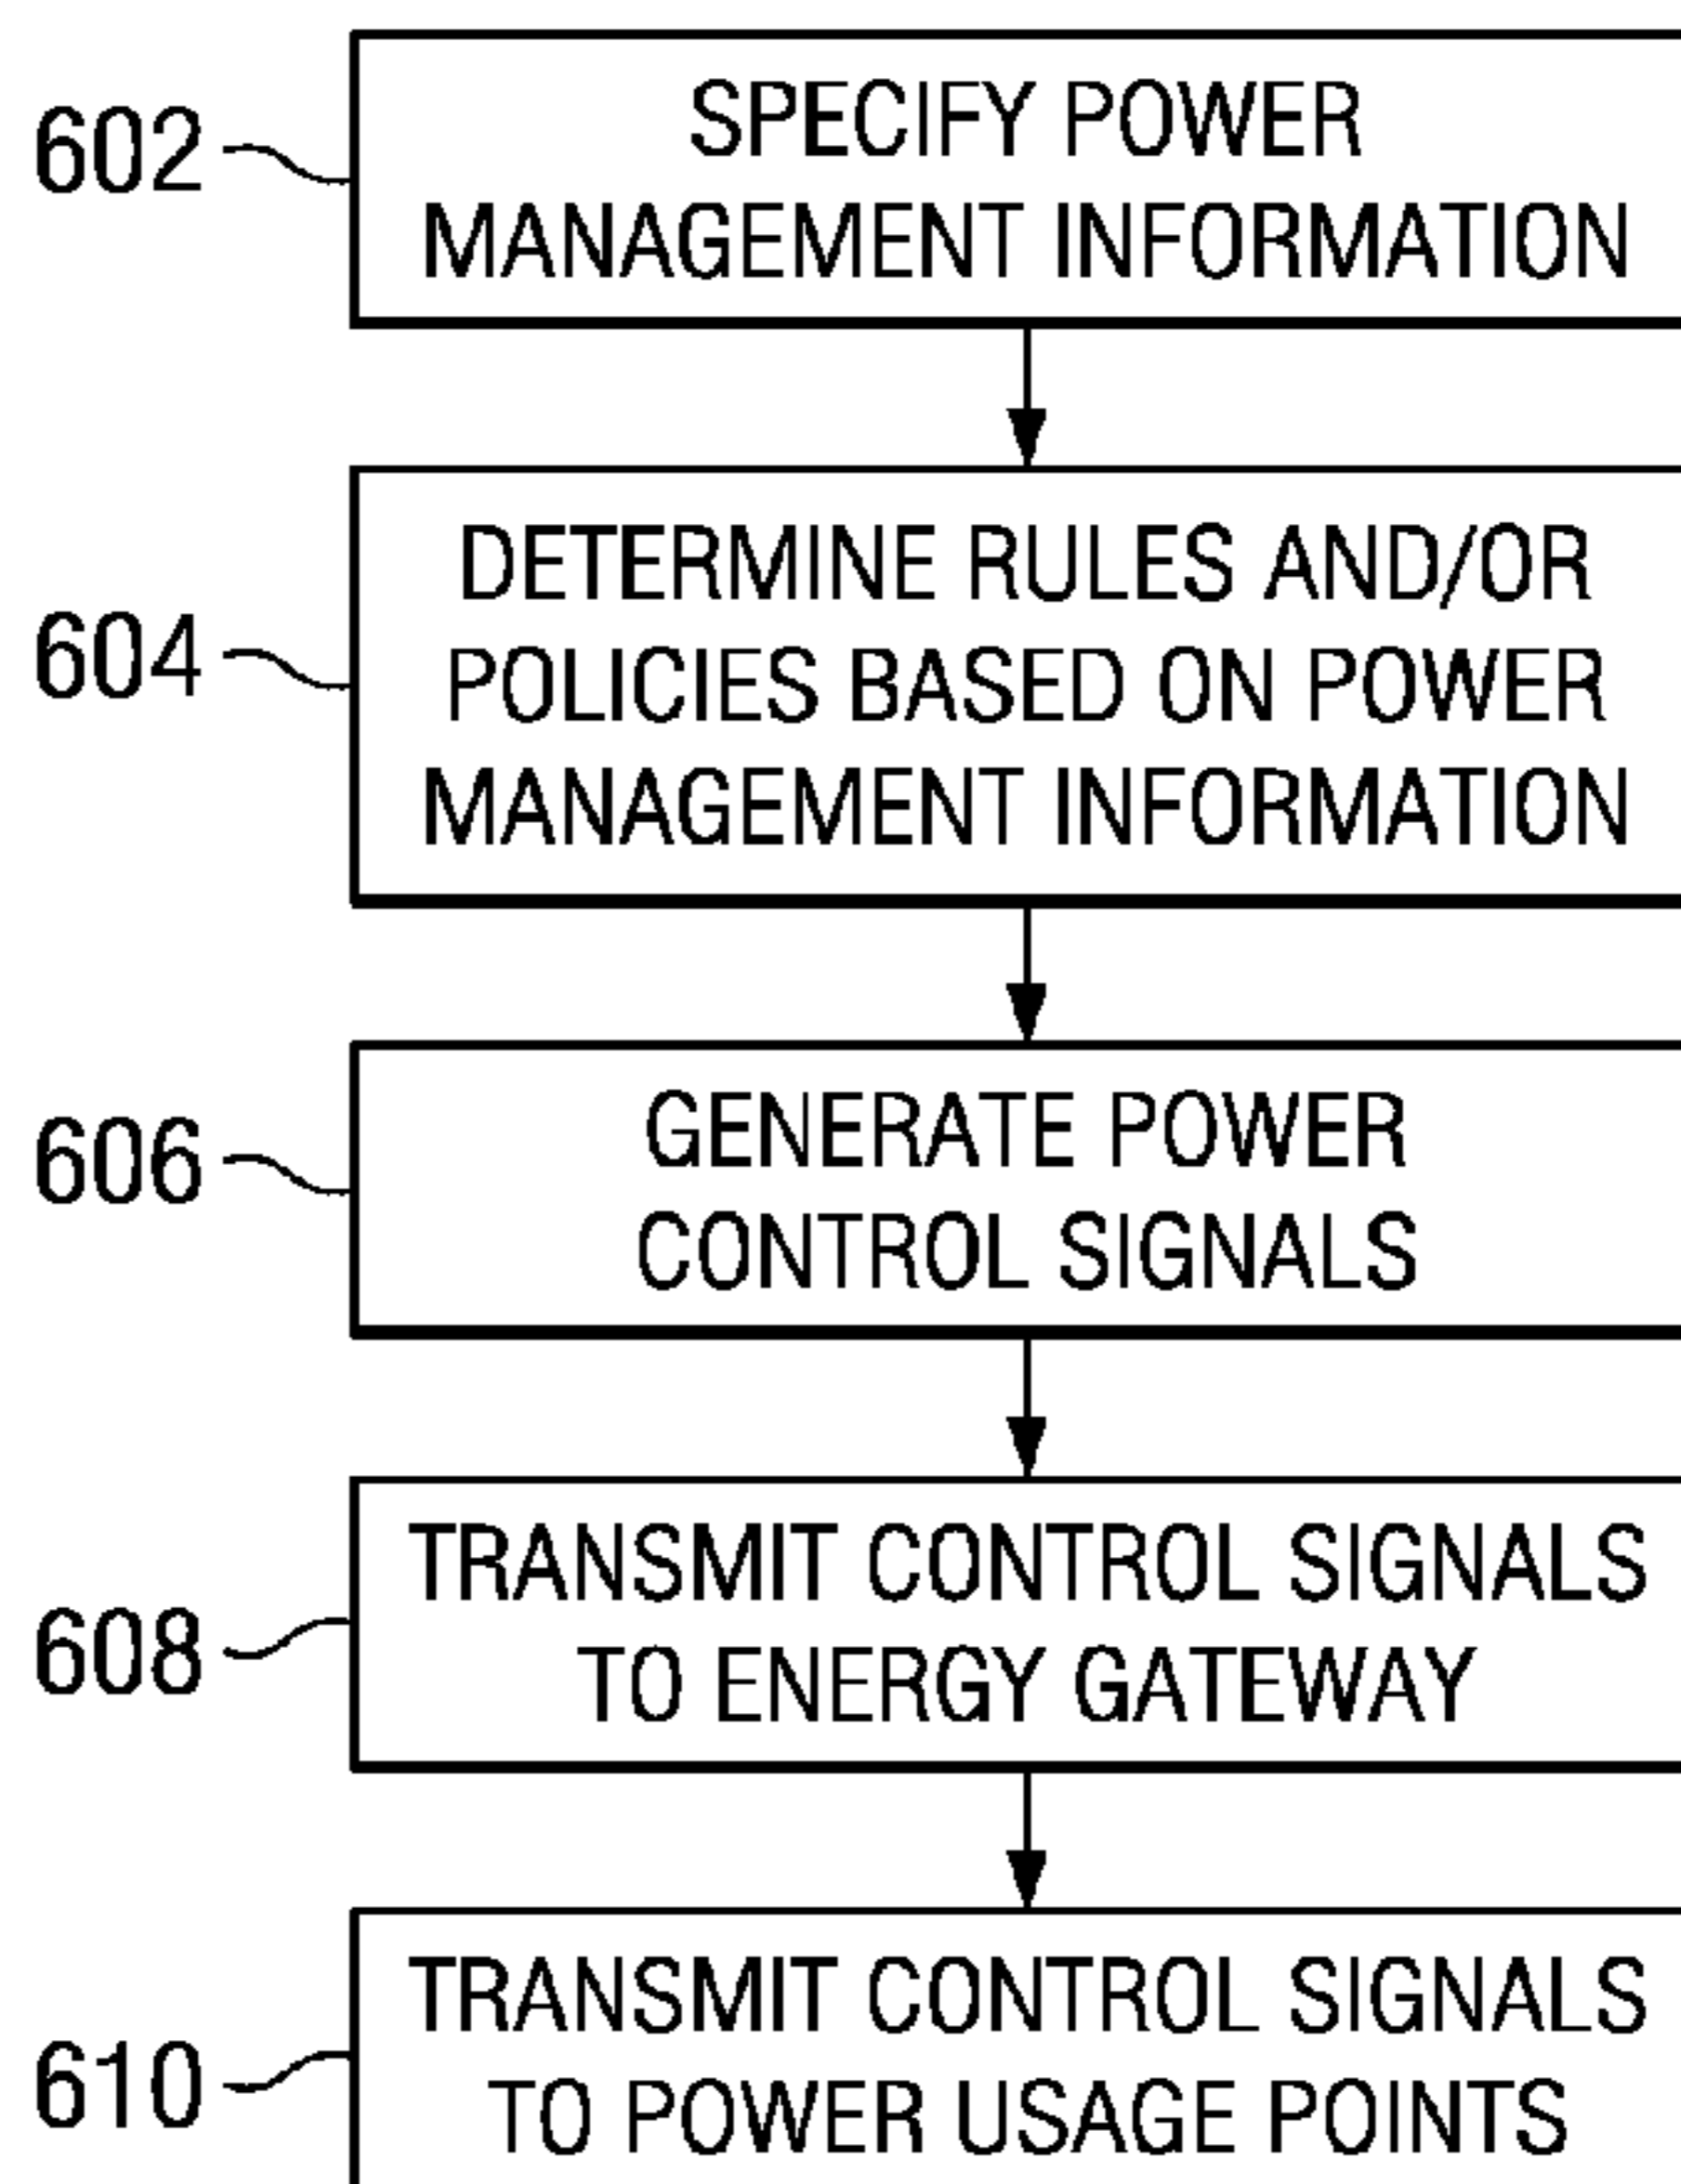 602
SPECIFY POWER
MANAGEMENT INFORMATION
604
DETERMINE RULES AND/OR
POLICIES BASED ON POWER
MANAGEMENT INFORMATION
606
GENERATE POWER
CONTROL SIGNALS
608
TRANSMIT CONTROL SIGNALS
TO ENERGY GATEWAY
610
TRANSMIT CONTROL SIGNALS
TO POWER USAGE POINTS